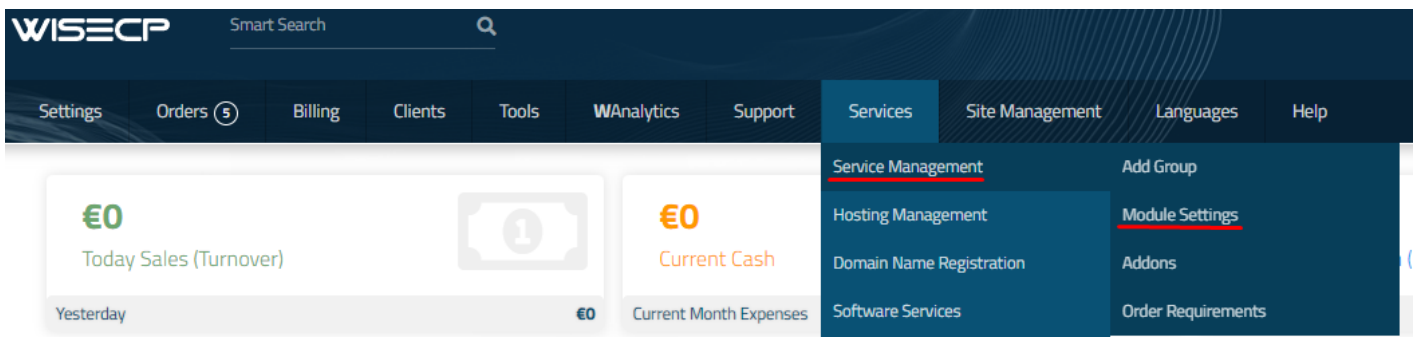 WISECP
Smart Search
Settings
Orders 5
Billing
Clients
Tools
WAnalytics
Support
Services
Site Management
Languages
Help
Service Management
Hosting Management
Domain Name Registration
Software Services
Add Group
Module Settings
Addons
Order Requirements
€0
Today Sales (Turnover)
1
Yesterday
€0
€0
Current Cash
Current Month Expenses
(